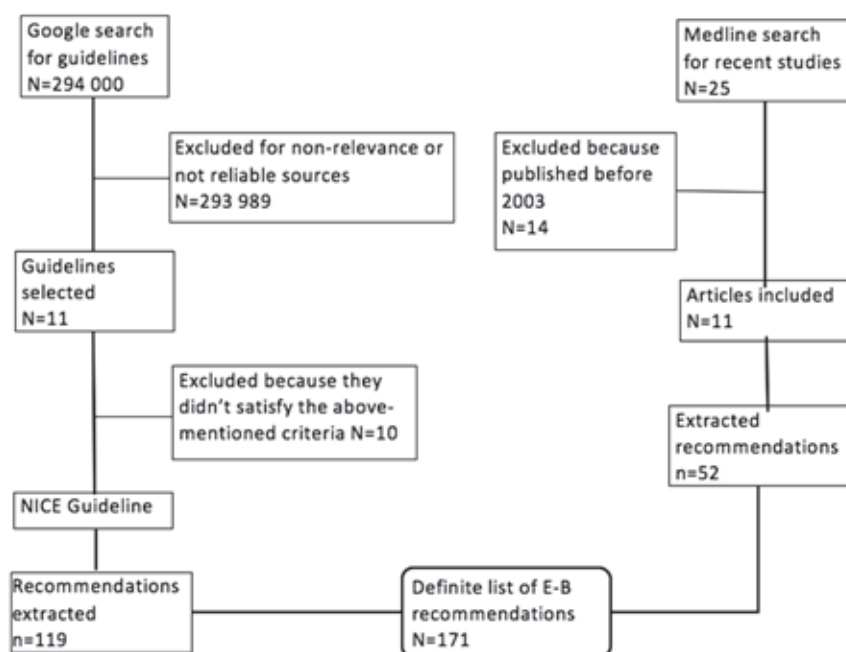 Google search
for guidelines
N=294 000
Excluded for non-relevance or
not reliable sources
N=293 989
Guidelines
selected
N=11
Excluded because they
didn't satisfy the above-
mentioned criteria N=10
NICE Guideline
Recommendations
extracted
n=119
Medline search
for recent studies
N=25
Excluded because
published before
2003
N=14
Articles included
N=11
Extracted
recommendations
n=52
Definite list of E-B
recommendations
N=171